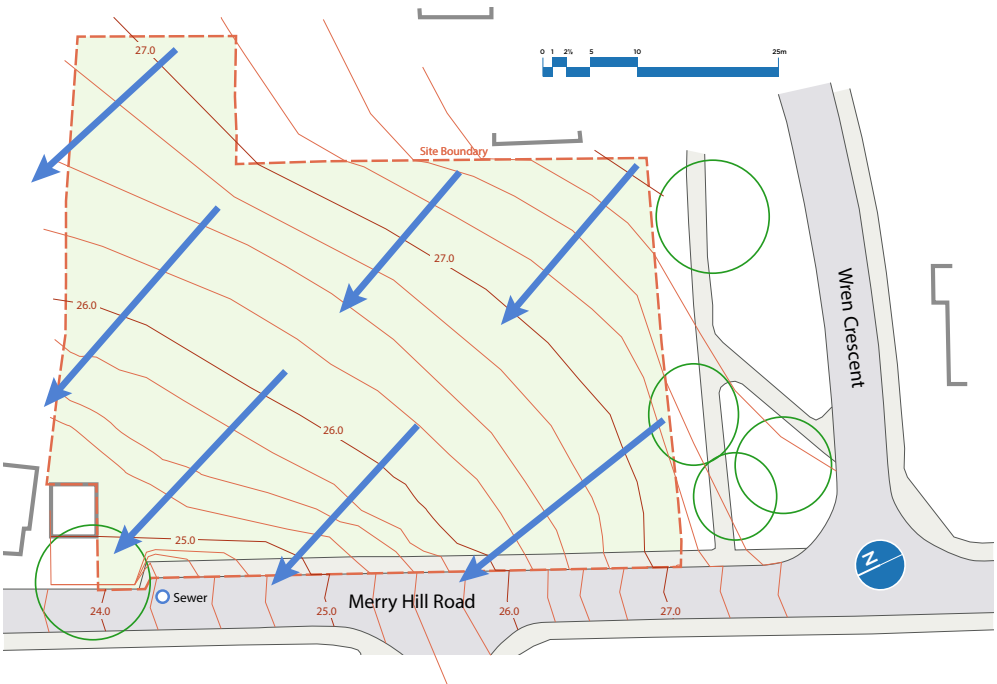 0 1 2½ 5 10 25m
27.0
Site Boundary
27.0
26.0
Wren Crescent
26.0
25.0
N
Sewer
Merry Hill Road
24.0
25.0
26.0
27.0